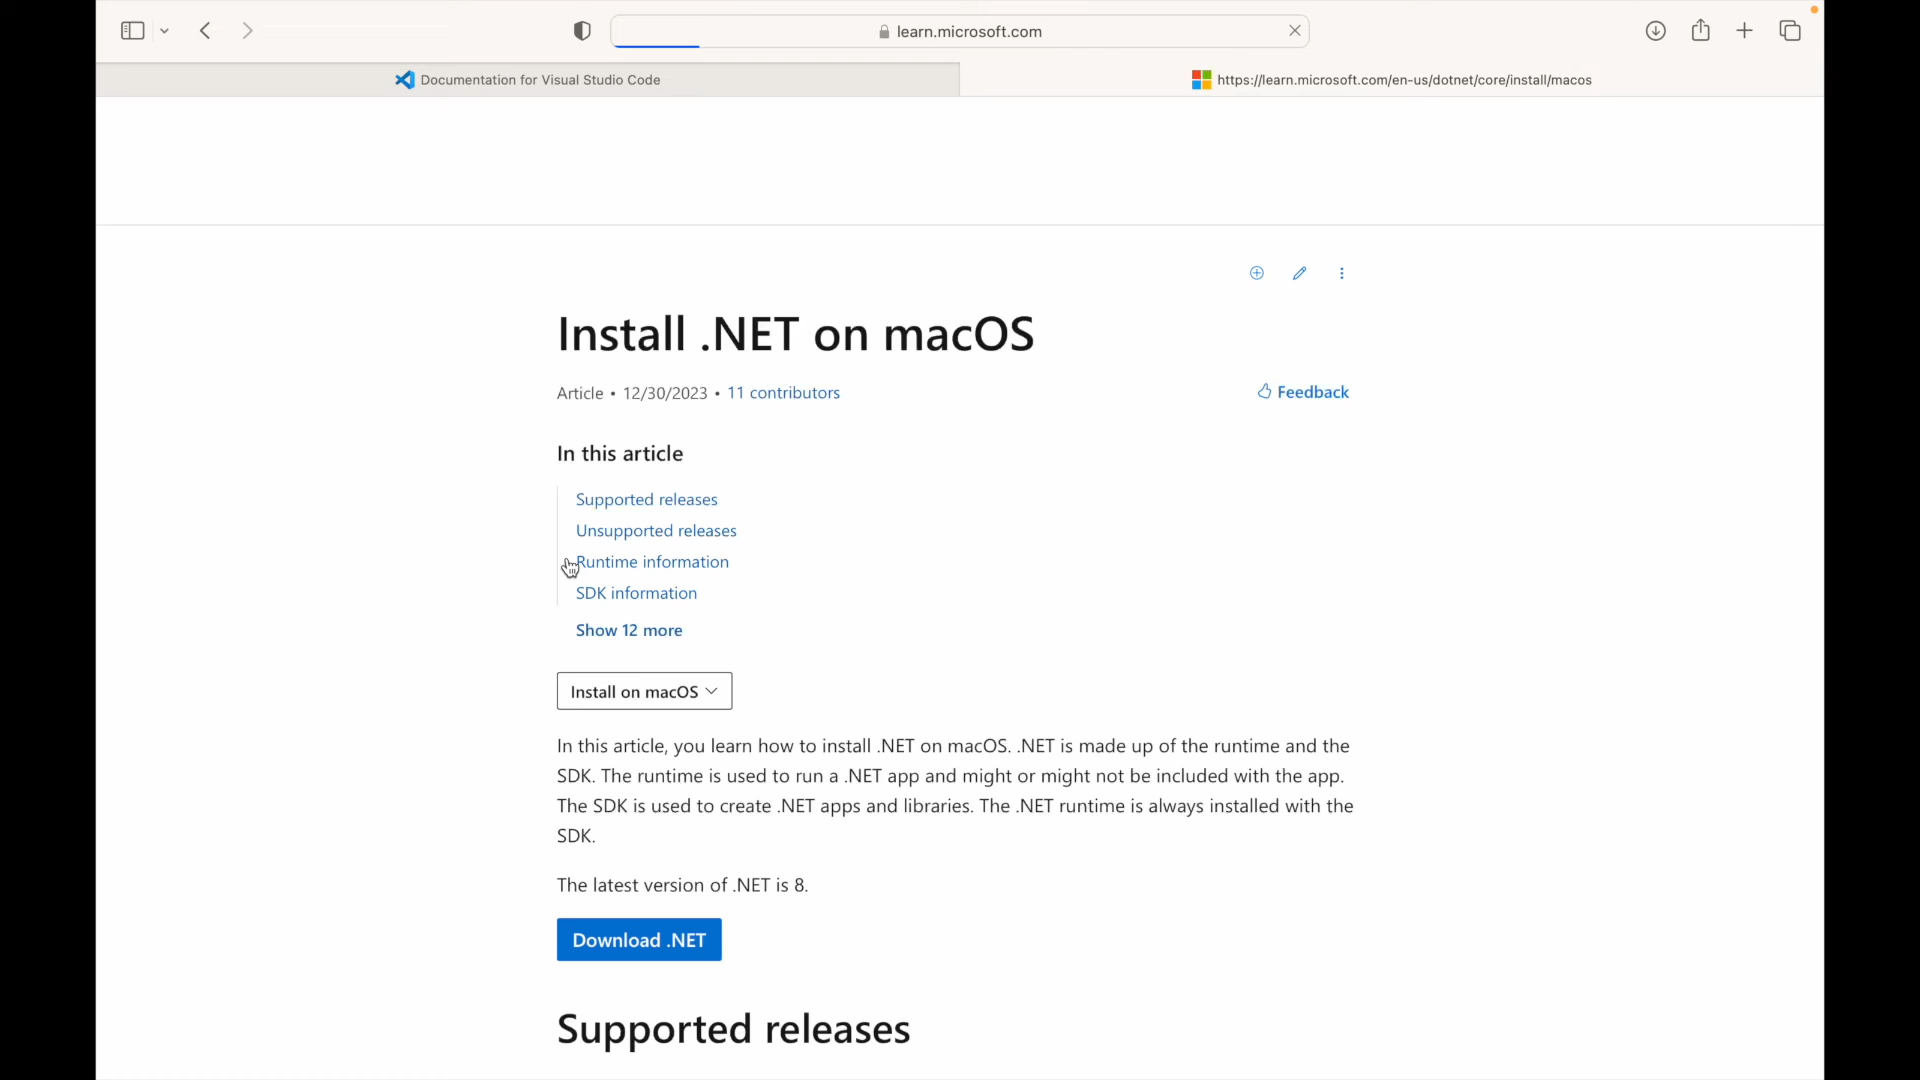 learn.microsoft.com
Documentation for Visual Studio Code
https://learn.microsoft.com/en-us/dotnet/core/install/macos
Install .NET on macOS
Article • 12/30/2023 • 11 contributors
Feedback
In this article
Supported releases
Unsupported releases
Runtime information
SDK information
Show 12 more
Install on macOS
In this article, you learn how to install .NET on macOS. .NET is made up of the runtime and the
SDK. The runtime is used to run a .NET app and might or might not be included with the app.
The SDK is used to create .NET apps and libraries. The .NET runtime is always installed with the
SDK.
The latest version of .NET is 8.
Download .NET
Supported releases